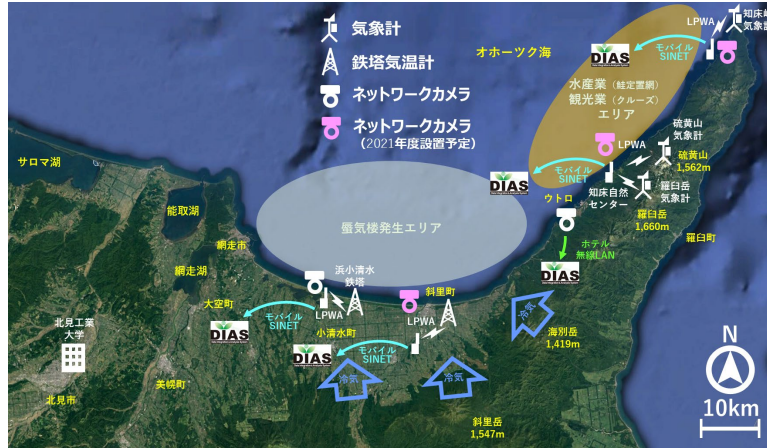 気象計
鉄塔気温計
ネットワークカメラ
ネットワークカメラ
（2021年度設置予定）
オホーツク海
LPWA
知床岬
気象計
モバイル
SINET
DIAS
水産業（鮭定置網）
観光業（クルーズ）
エリア
LPWA
硫黄山
気象計
硫黄山
1,562m
モバイル
SINET
DIAS
知床自然
センター
羅臼岳
気象計
羅臼岳
1,660m
羅臼町
ウトロ
ホテル
無線LAN
DIAS
サロマ湖
能取湖
網走市
網走湖
蜃気楼発生エリア
浜小清水
鉄塔
LPWA
斜里町
LPWA
大空町
モバイル
SINET
DIAS
小清水町
モバイル
SINET
DIAS
北見工業
大学
北見市
美幌町
冷気
冷気
冷気
海別岳
1,419m
斜里岳
1,547m
N
10km